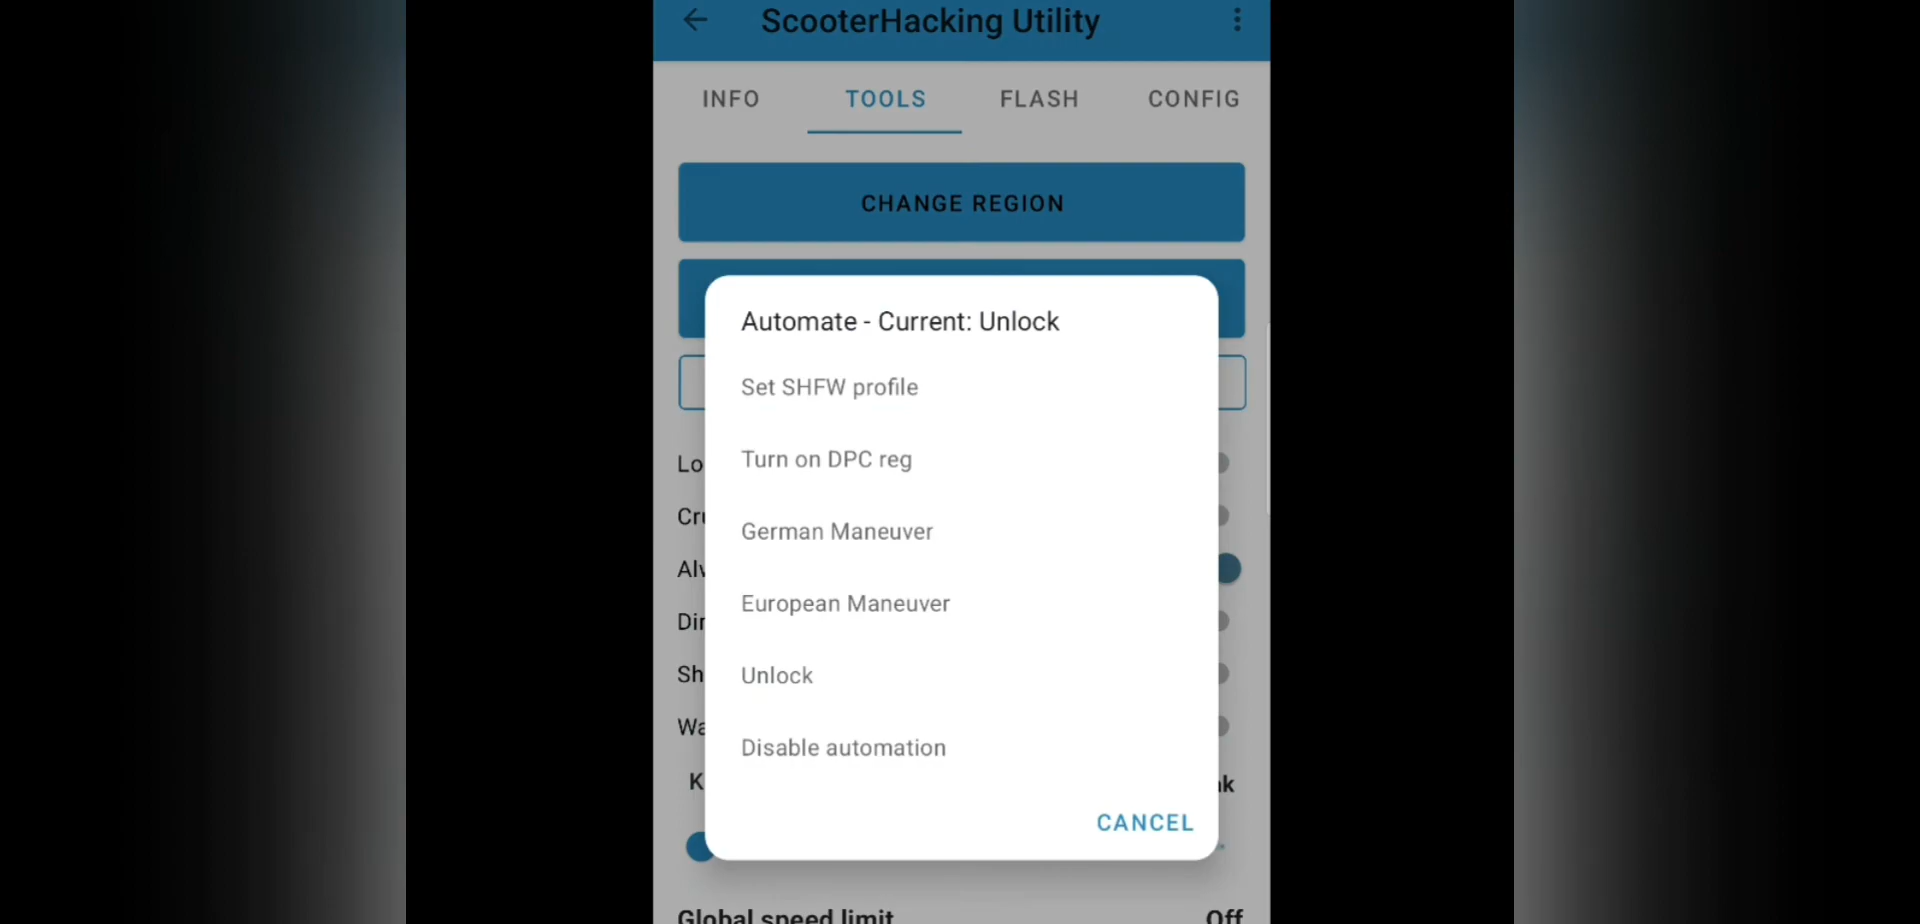 ScooterHacking Utility
INFO TOOLS FLASH CONFIG
CHANGE REGION
Automate - Current: Unlock
Set SHFW profile
Turn on DPC reg
German Maneuver
European Maneuver
Unlock
Disable automation
CANCEL
Global speed limit Off